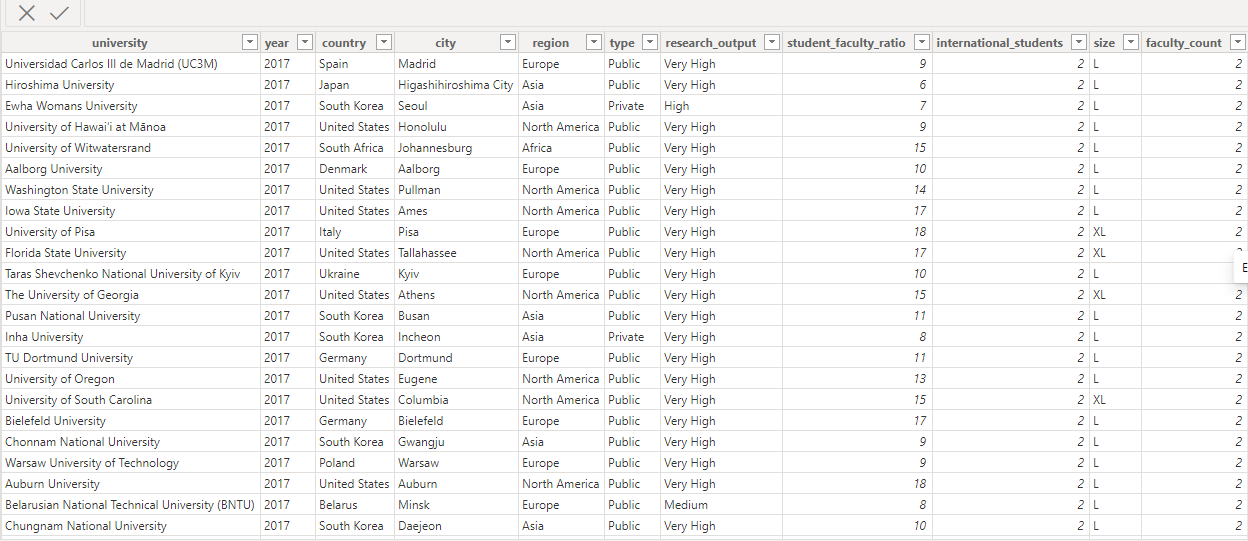 university year country city region type research_output student_faculty_ratio international_students size faculty_count
Universidad Carlos III de Madrid (UC3M) 2017 Spain Madrid Europe Public Very High 9 2 L 2
Hiroshima University 2017 Japan Higashihiroshima City Asia Public Very High 6 2 L 2
Ewha Womans University 2017 South Korea Seoul Asia Private High 7 2 L 2
University of Hawai'i at Mānoa 2017 United States Honolulu North America Public Very High 9 2 L 2
University of Witwatersrand 2017 South Africa Johannesburg Africa Public Very High 15 2 L 2
Aalborg University 2017 Denmark Aalborg Europe Public Very High 10 2 L 2
Washington State University 2017 United States Pullman North America Public Very High 14 2 L 2
Iowa State University 2017 United States Ames North America Public Very High 17 2 L 2
University of Pisa 2017 Italy Pisa Europe Public Very High 18 2 XL 2
Florida State University 2017 United States Tallahassee North America Public Very High 17 2 XL
Taras Shevchenko National University of Kyiv 2017 Ukraine Kyiv Europe Public Very High 10 2 L E
The University of Georgia 2017 United States Athens North America Public Very High 15 2 XL 2
Pusan National University 2017 South Korea Busan Asia Public Very High 11 2 L 2
Inha University 2017 South Korea Incheon Asia Private Very High 8 2 L 2
TU Dortmund University 2017 Germany Dortmund Europe Public Very High 11 2 L 2
University of Oregon 2017 United States Eugene North America Public Very High 13 2 L 2
University of South Carolina 2017 United States Columbia North America Public Very High 15 2 XL 2
Bielefeld University 2017 Germany Bielefeld Europe Public Very High 17 2 L 2
Chonnam National University 2017 South Korea Gwangju Asia Public Very High 9 2 L 2
Warsaw University of Technology 2017 Poland Warsaw Europe Public Very High 9 2 L 2
Auburn University 2017 United States Auburn North America Public Very High 18 2 L 2
Belarusian National Technical University (BNTU) 2017 Belarus Minsk Europe Public Medium 8 2 L 2
Chungnam National University 2017 South Korea Daejeon Asia Public Very High 10 2 L 2